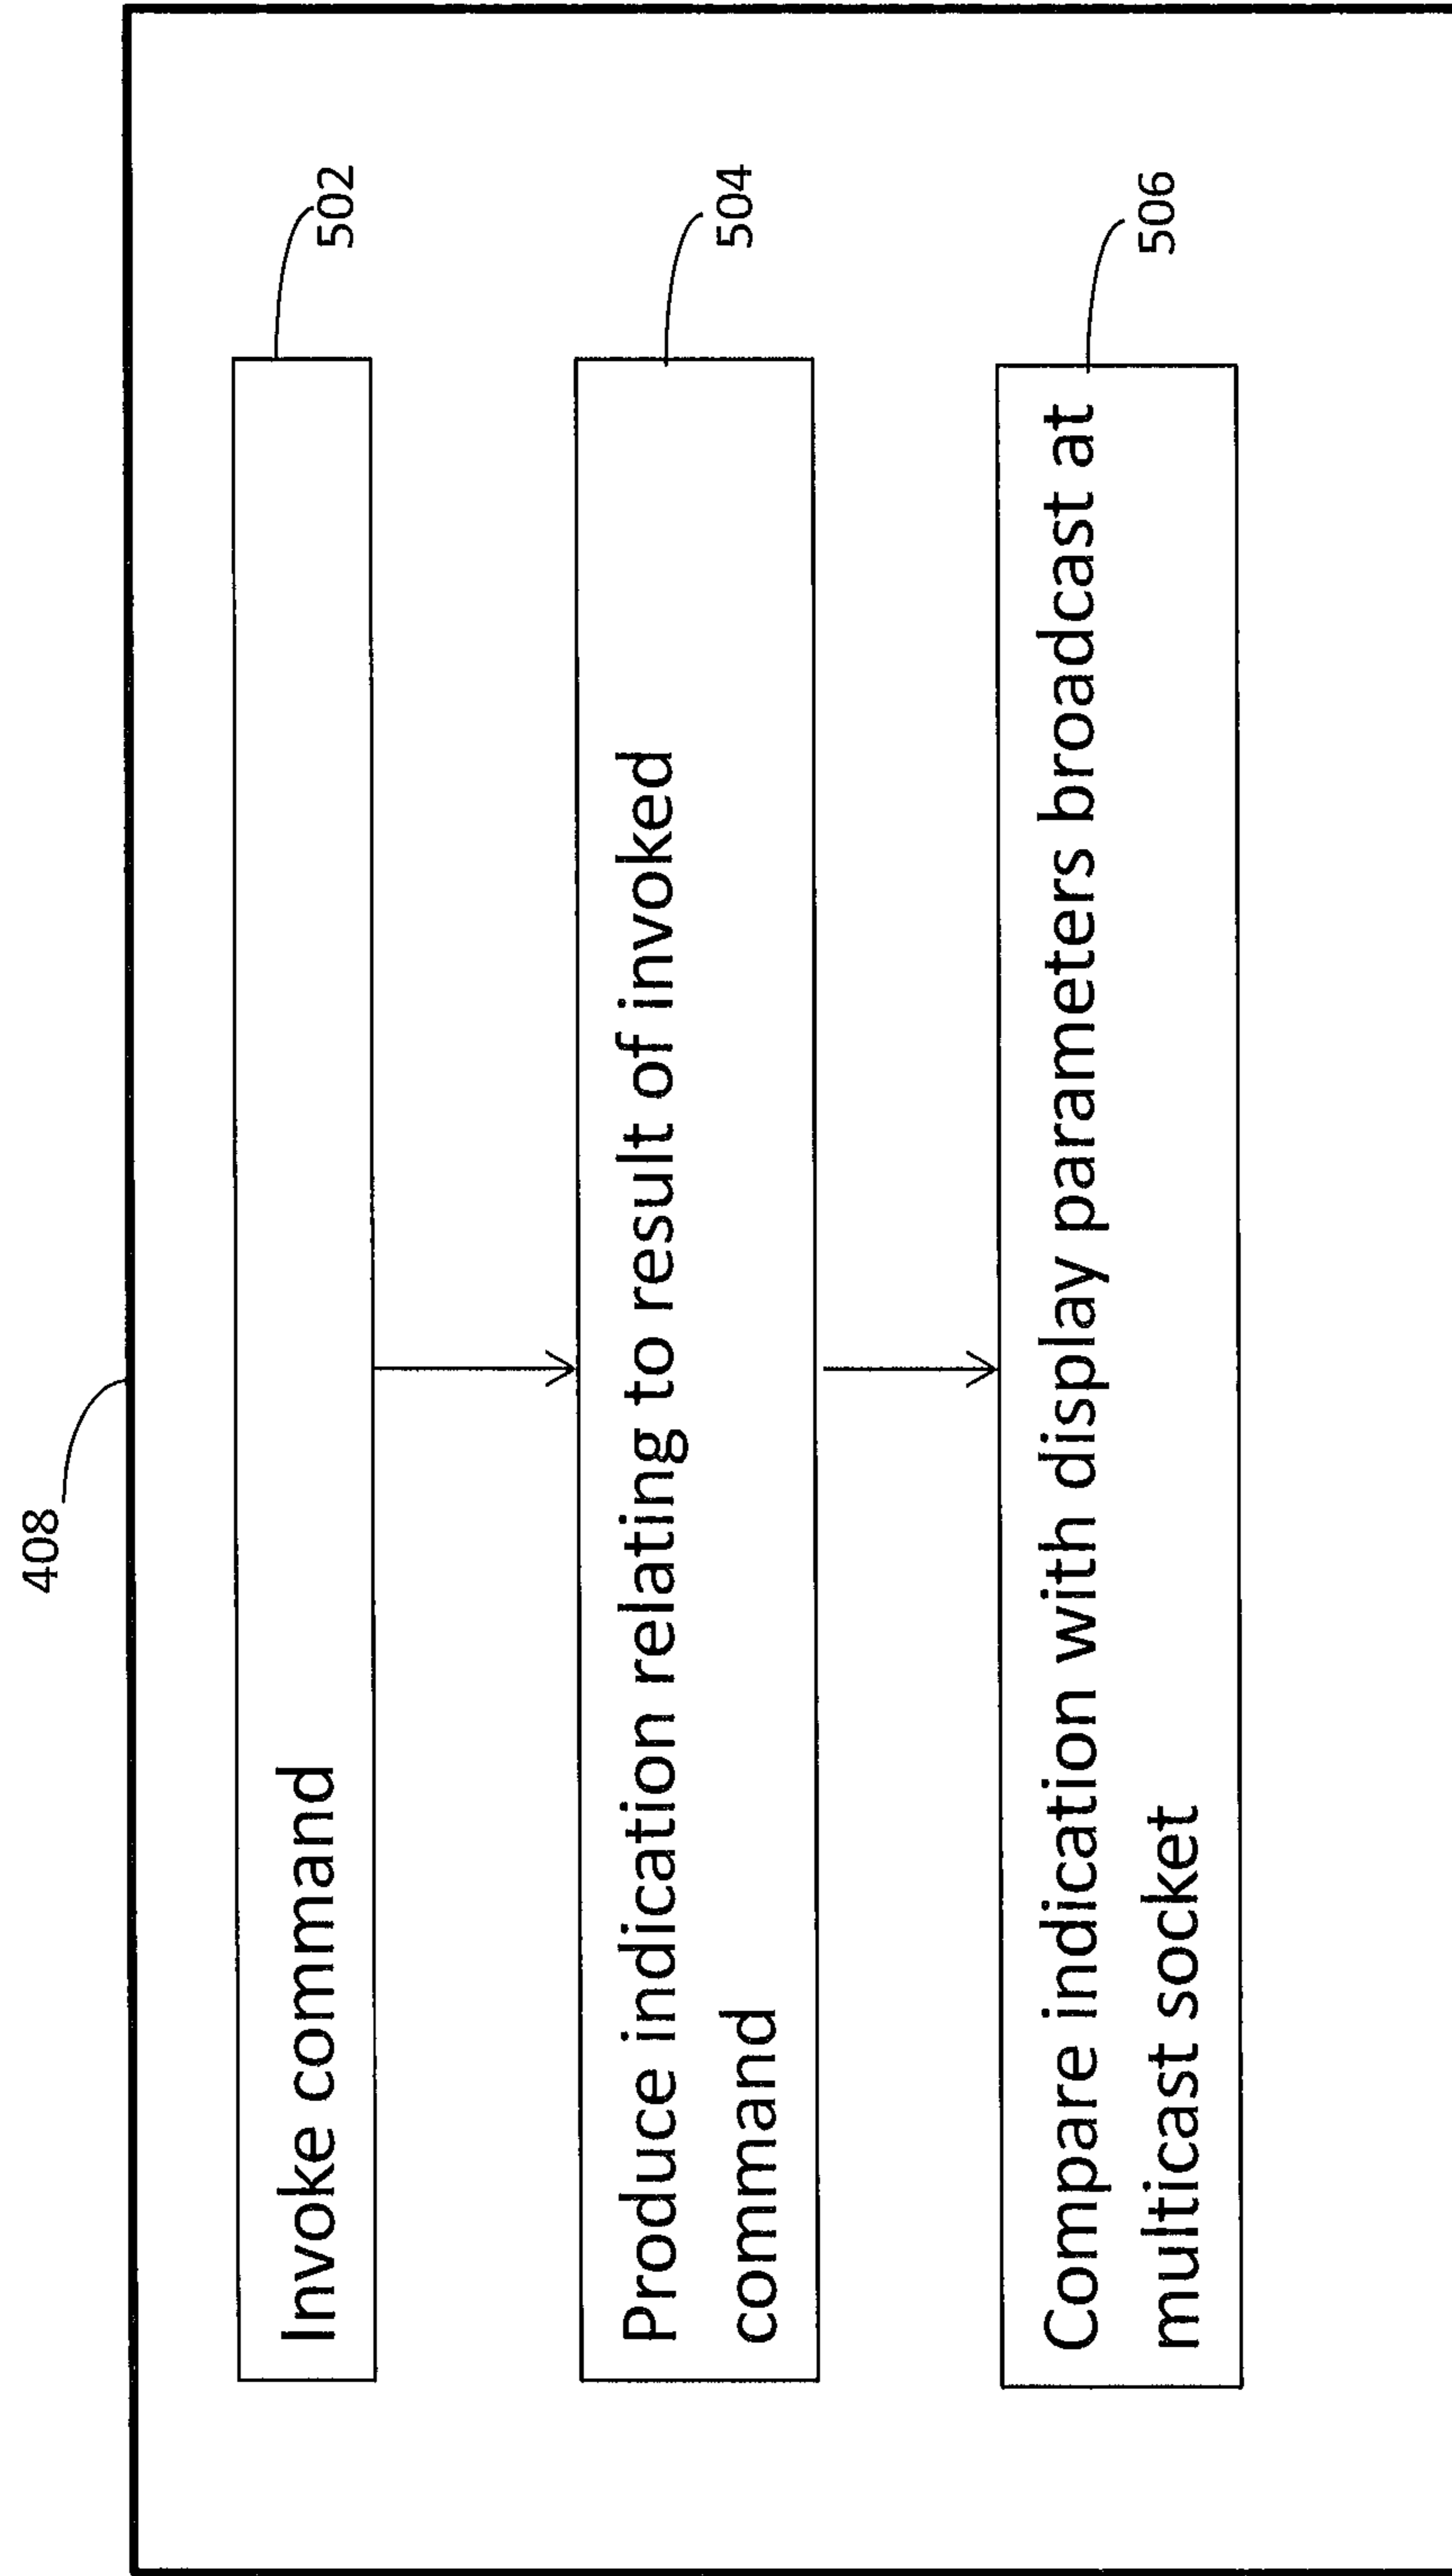 408
Invoke command
502
Produce indication relating to result of invoked
command
504
Compare indication with display parameters broadcast at
multicast socket
506